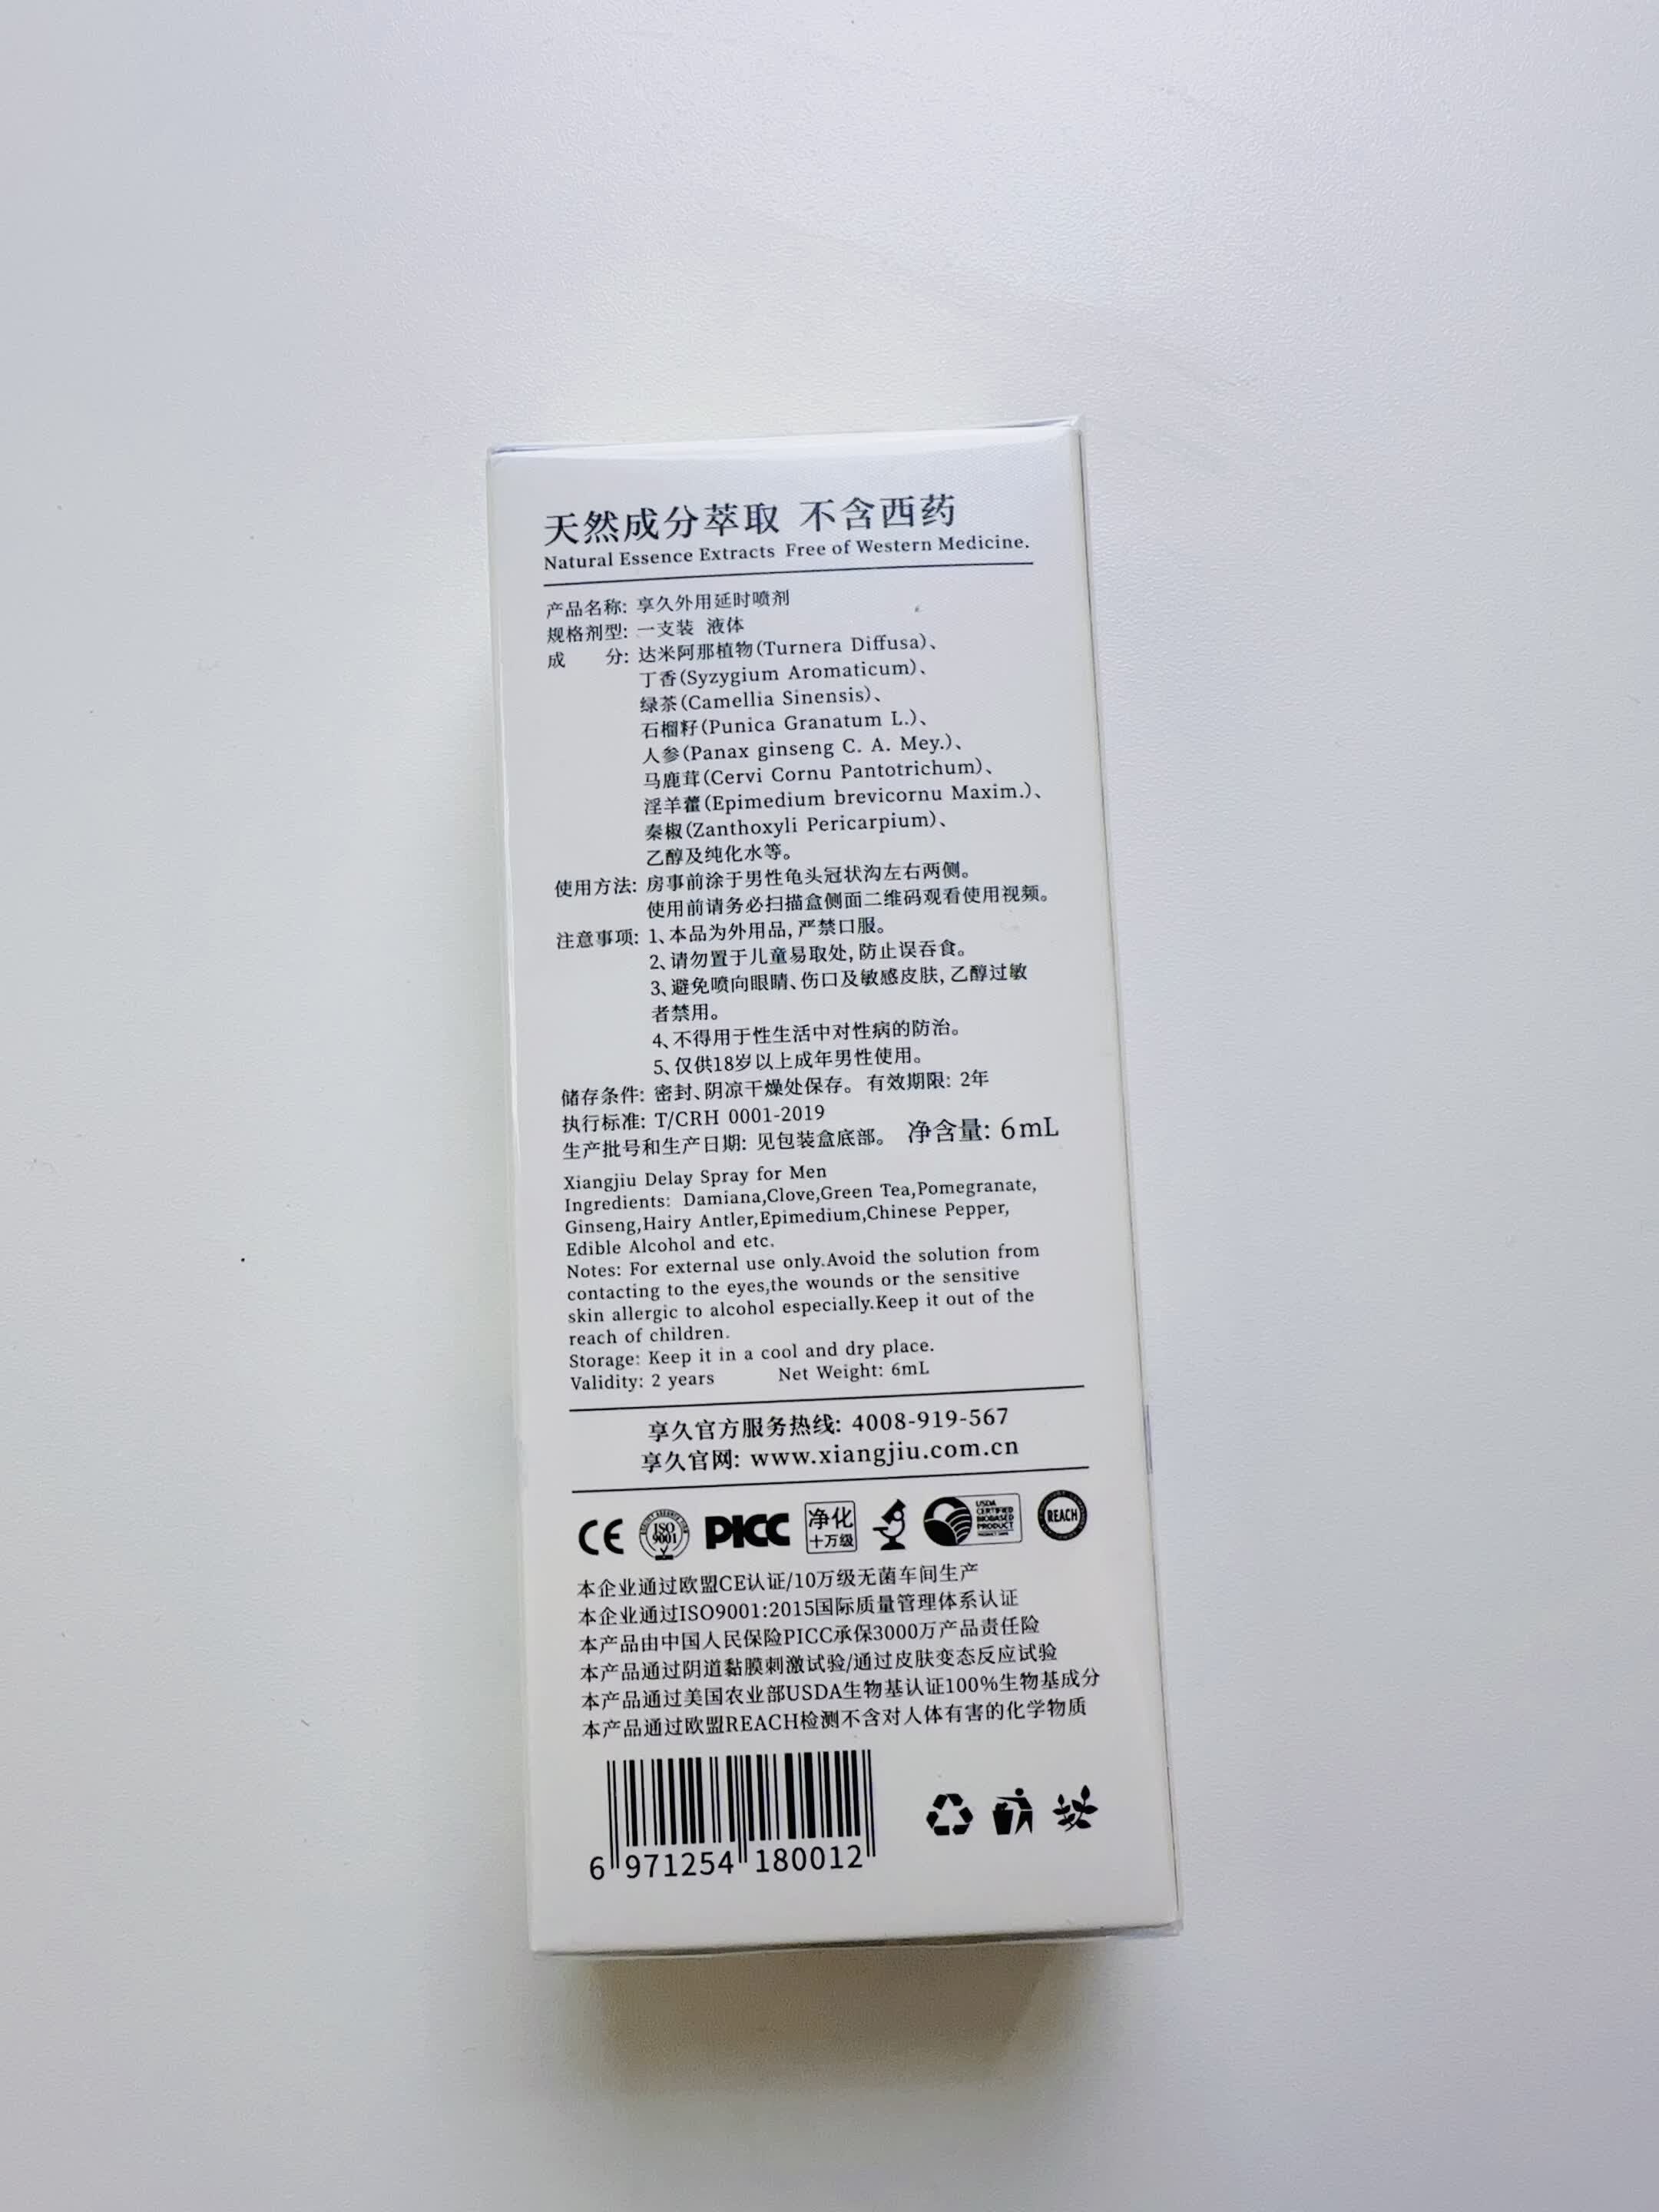 天然成分萃取 不含西药
Natural Essence Extracts Free of Western Medicine.
产品名称: 享久外用延时喷剂
规格剂型: 一支装 液体
成 分: 达米阿那植物(Turnera Diffusa)、
丁香(Syzygium Aromaticum)、
绿茶(Camellia Sinensis)、
石榴籽(Punica Granatum L.)、
人参(Panax ginseng C. A. Mey.)、
马鹿茸(Cervi Cornu Pantotrichum)、
淫羊藿(Epimedium brevicornu Maxim.)、
秦椒(Zanthoxyli Pericarpium)、
乙醇及纯化水等。
使用方法: 房事前涂于男性龟头冠状沟左右两侧。
使用前请务必扫描盒侧面二维码观看使用视频。
注意事项: 1、本品为外用品, 严禁口服。
2、请勿置于儿童易取处, 防止误吞食。
3、避免喷向眼睛、伤口及敏感皮肤, 乙醇过敏
者禁用。
4、不得用于性生活中对性病的防治。
5、仅供18岁以上成年男性使用。
储存条件: 密封、阴凉干燥处保存。 有效期限: 2年
执行标准: T/CRH 0001-2019
生产批号和生产日期: 见包装盒底部。 净含量: 6mL
Xiangjiu Delay Spray for Men
Ingredients: Damiana,Clove,Green Tea,Pomegranate,
Ginseng,Hairy Antler,Epimedium,Chinese Pepper,
Edible Alcohol and etc.
Notes: For external use only.Avoid the solution from
contacting to the eyes,the wounds or the sensitive
skin allergic to alcohol especially.Keep it out of the
reach of children.
Storage: Keep it in a cool and dry place.
Validity: 2 years Net Weight: 6mL
享久官方服务热线: 4008-919-567
享久官网: www.xiangjiu.com.cn
CE ISO 9001 PICC 净化 十万级 USDA CERTIFIED BIOBASED PRODUCT REACH
本企业通过欧盟CE认证/10万级无菌车间生产
本企业通过ISO9001:2015国际质量管理体系认证
本产品由中国人民保险PICC承保3000万产品责任险
本产品通过阴道黏膜刺激试验/通过皮肤变态反应试验
本产品通过美国农业部USDA生物基认证100%生物基成分
本产品通过欧盟REACH检测不含对人体有害的化学物质
6 971254 180012